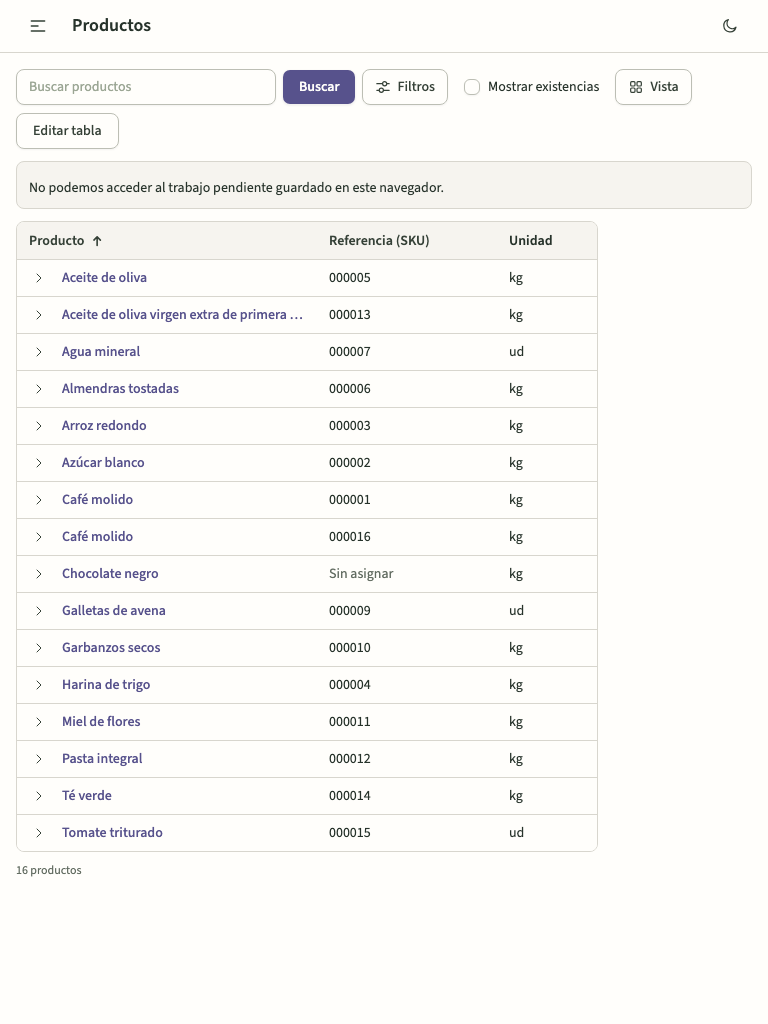 Productos
Buscar productos
Buscar
Filtros
Mostrar existencias
Vista
Editar tabla
No podemos acceder al trabajo pendiente guardado en este navegador.
Producto Referencia (SKU) Unidad
Aceite de oliva 000005 kg
Aceite de oliva virgen extra de primera … 000013 kg
Agua mineral 000007 ud
Almendras tostadas 000006 kg
Arroz redondo 000003 kg
Azúcar blanco 000002 kg
Café molido 000001 kg
Café molido 000016 kg
Chocolate negro Sin asignar kg
Galletas de avena 000009 ud
Garbanzos secos 000010 kg
Harina de trigo 000004 kg
Miel de flores 000011 kg
Pasta integral 000012 kg
Té verde 000014 kg
Tomate triturado 000015 ud
16 productos